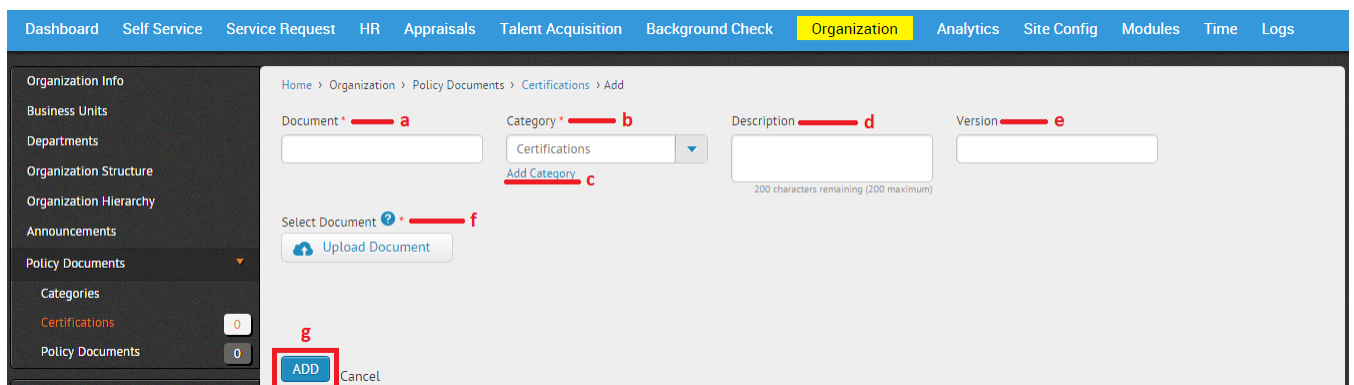 Dashboard Self Service Service Request HR Appraisals Talent Acquisition Background Check Organization Analytics Site Config Modules Time Logs
Organization Info
Business Units
Departments
Organization Structure
Organization Hierarchy
Announcements
Policy Documents
Categories
Certifications 0
Policy Documents 0
Home > Organization > Policy Documents > Certifications > Add
Document * a Category * b Description d Version e
Certifications
Add Category c
200 characters remaining (200 maximum)
Select Document ? * f
Upload Document
g
ADD Cancel